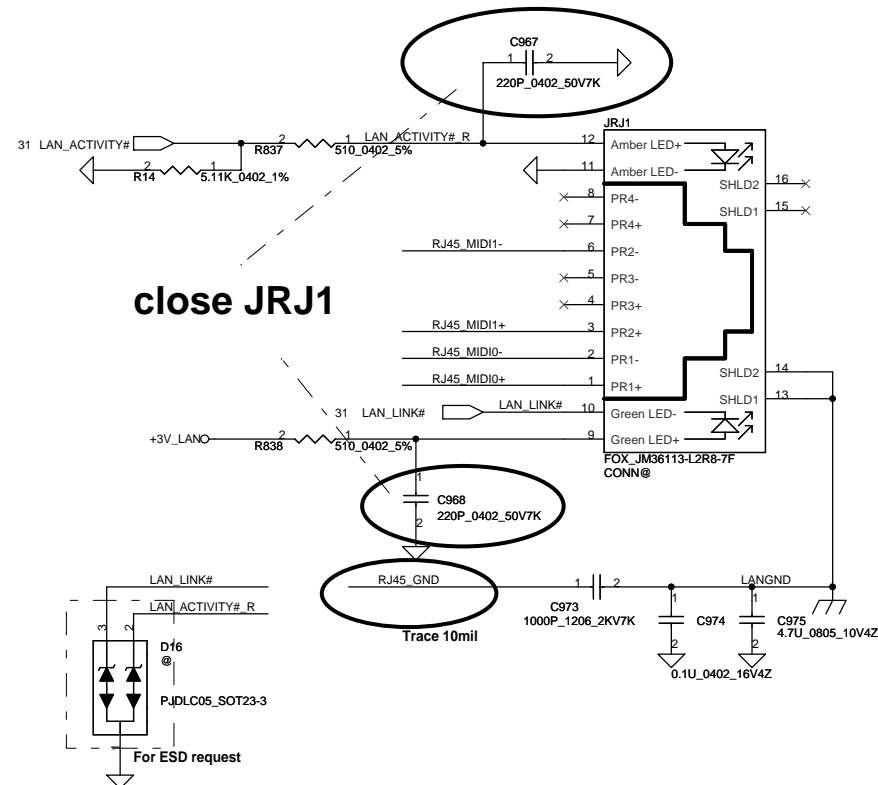 C967
1 2
220P_0402_50V7K
JRJ1
31 LAN_ACTIVITY#
2 1
R837 510_0402_5%
LAN_ACTIVITY#_R
12 Amber LED+
2 1
R14 5.11K_0402_1%
11 Amber LED-
SHLD2 16
8 PR4-
SHLD1 15
7 PR4+
RJ45_MIDI1- 6 PR2-
5 PR3-
close JRJ1
4 PR3+
RJ45_MIDI1+ 3 PR2+
RJ45_MIDI0- 2 PR1-
SHLD2 14
RJ45_MIDI0+ 1 PR1+
SHLD1 13
31 LAN_LINK# LAN_LINK# 10 Green LED-
+3V_LAN 2 1 9 Green LED+
R838 510_0402_5%
FOX_JM36113-L2R8-7F
CONN@
1
C968
220P_0402_50V7K
2
LAN_LINK#
RJ45_GND
1 2
LANGND
LAN_ACTIVITY#_R
C973
1000P_1206_2KV7K
1 1
C974 C975
4.7U_0805_10V4Z
Trace 10mil
2 2
0.1U_0402_16V4Z
3 2
D16
@
PJDLC05_SOT23-3
1
For ESD request